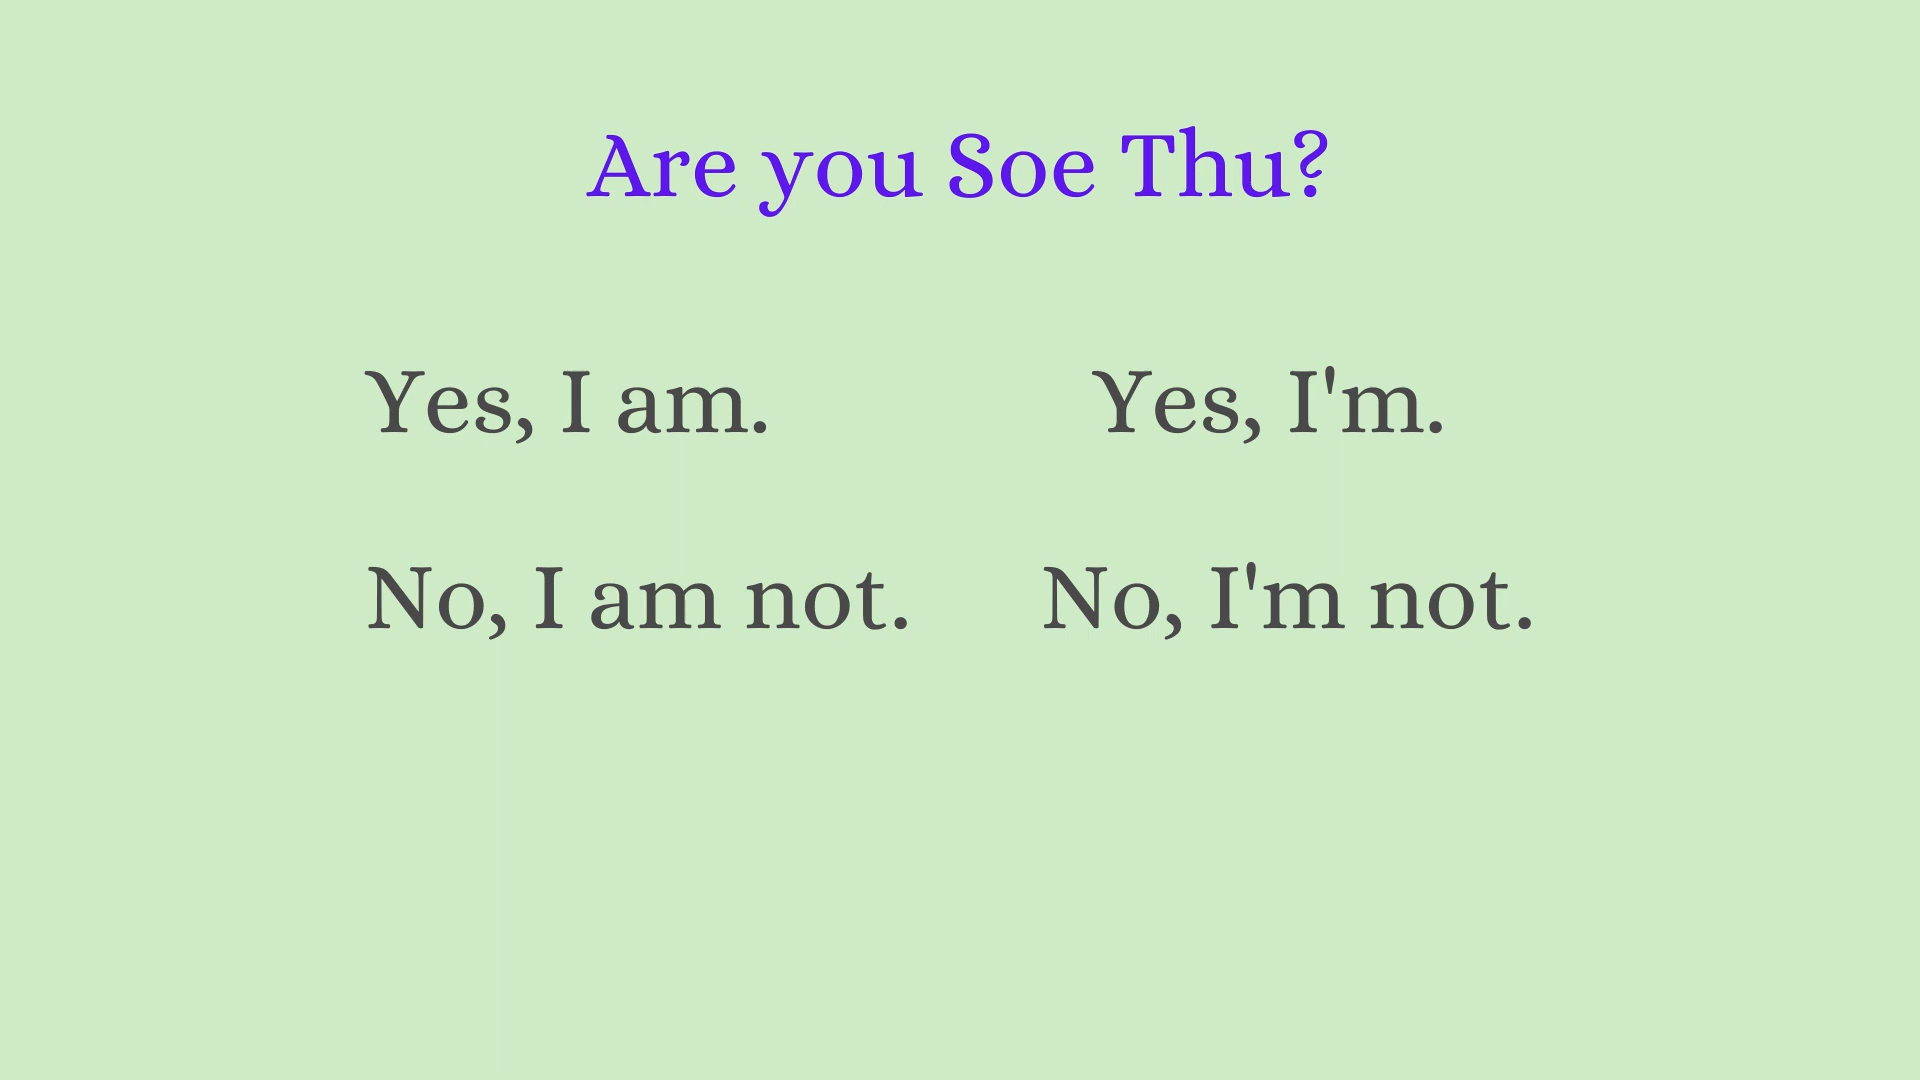 Are you Soe Thu?
Yes, I am. Yes, I'm.
No, I am not. No, I'm not.